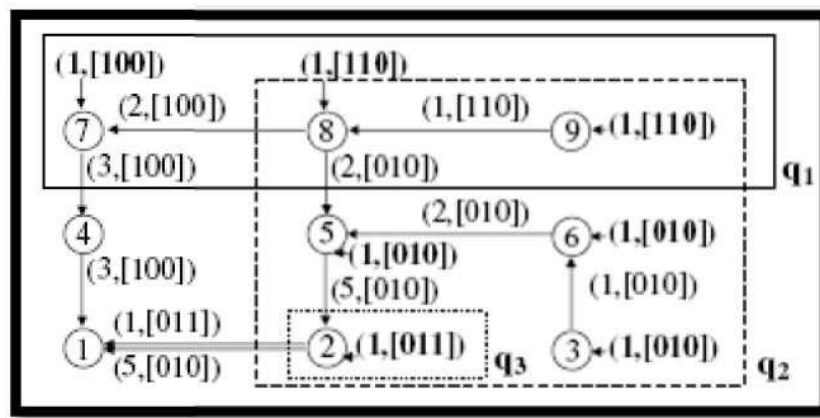 (1,[100]) (1,[110])
(2,[100]) (1,[110])
7 8 9 (1,[110])
(3,[100]) (2,[010]) q1
(2,[010])
4 5 6 (1,[010])
(1,[010])
(3,[100]) (5,[010]) (1,[010])
(1,[011])
1 2 (1,[011]) 3 (1,[010])
(5,[010]) q3 q2